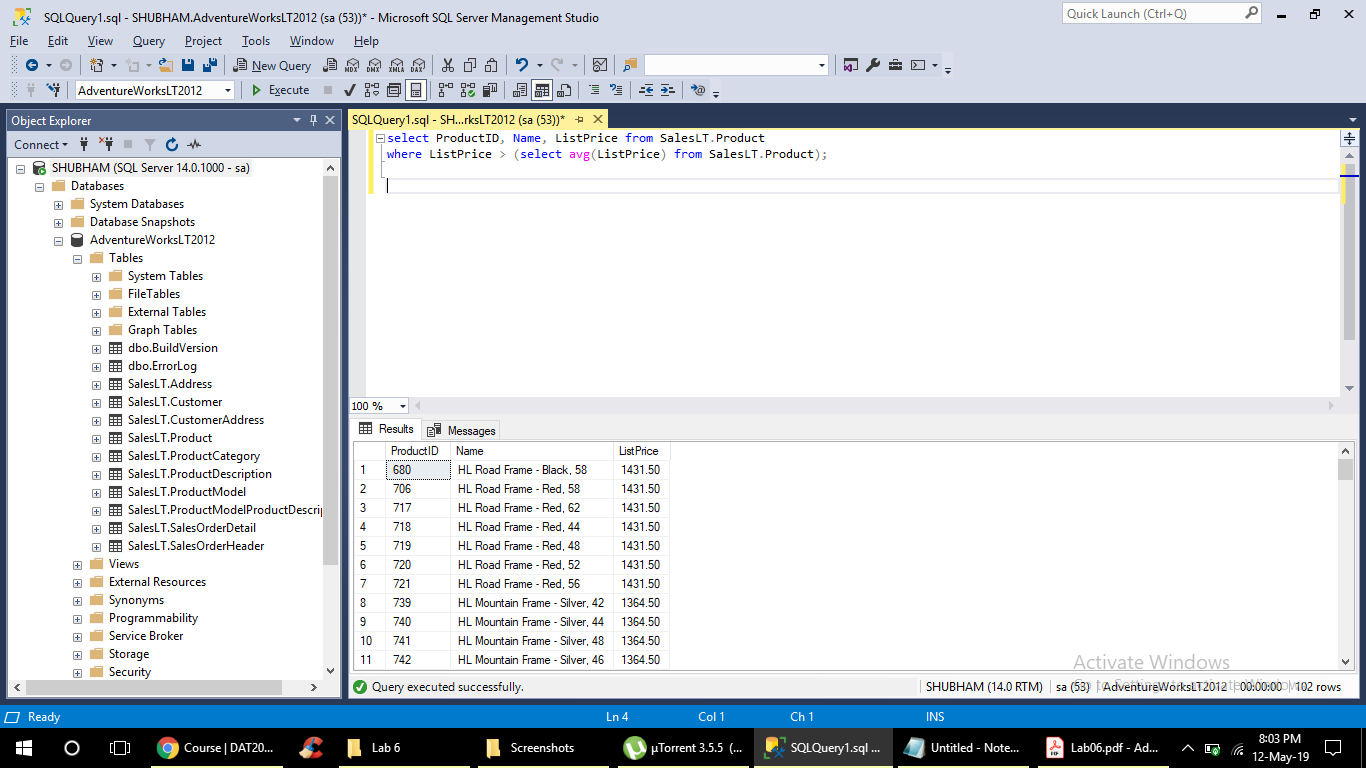 SQLQuery1.sql - SHUBHAM.AdventureWorksLT2012 (sa (53))* - Microsoft SQL Server Management Studio
Quick Launch (Ctrl+Q)
File Edit View Query Project Tools Window Help
New Query MDX DMX XMLA DAX
AdventureWorksLT2012 Execute
Object Explorer
SQLQuery1.sql - SH...rksLT2012 (sa (53))*
Connect
SHUBHAM (SQL Server 14.0.1000 - sa)
Databases
System Databases
Database Snapshots
AdventureWorksLT2012
Tables
System Tables
FileTables
External Tables
Graph Tables
dbo.BuildVersion
dbo.ErrorLog
SalesLT.Address
SalesLT.Customer
SalesLT.CustomerAddress
SalesLT.Product
SalesLT.ProductCategory
SalesLT.ProductDescription
SalesLT.ProductModel
SalesLT.ProductModelProductDescri
SalesLT.SalesOrderDetail
SalesLT.SalesOrderHeader
Views
External Resources
Synonyms
Programmability
Service Broker
Storage
Security
select ProductID, Name, ListPrice from SalesLT.Product
where ListPrice > (select avg(ListPrice) from SalesLT.Product);
100 %
Results Messages
ProductID Name ListPrice
1 680 HL Road Frame - Black, 58 1431.50
2 706 HL Road Frame - Red, 58 1431.50
3 717 HL Road Frame - Red, 62 1431.50
4 718 HL Road Frame - Red, 44 1431.50
5 719 HL Road Frame - Red, 48 1431.50
6 720 HL Road Frame - Red, 52 1431.50
7 721 HL Road Frame - Red, 56 1431.50
8 739 HL Mountain Frame - Silver, 42 1364.50
9 740 HL Mountain Frame - Silver, 44 1364.50
10 741 HL Mountain Frame - Silver, 48 1364.50
11 742 HL Mountain Frame - Silver, 46 1364.50
Activate Windows
Go to Settings to activate Windows.
Query executed successfully. SHUBHAM (14.0 RTM) sa (53) AdventureWorksLT2012 00:00:00 102 rows
Ready Ln 4 Col 1 Ch 1 INS
Course | DAT20... Lab 6 Screenshots µTorrent 3.5.5 (... SQLQuery1.sql ... Untitled - Note... Lab06.pdf - Ad...
8:03 PM
12-May-19